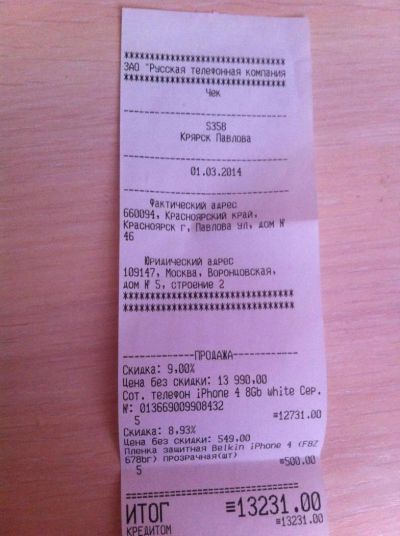 ********************************
ЗАО "Русская телефонная компания
********************************
Чек
--------------------------------
S358
Крярск Павлова
--------------------------------
01.03.2014
--------------------------------
Фактический адрес
660094, Красноярский край,
Красноярск г, Павлова ул, дом №
46
Юридический адрес
109147, Москва, Воронцовская,
дом № 5, строение 2
********************************
********************************
-------------ПРОДАЖА------------
Скидка: 9,00%
Цена без скидки: 13 990,00
Сот. телефон iPhone 4 8Gb white Сер.
№: 013669009908432
5 =12731.00
Скидка: 8,93%
Цена без скидки: 549,00
Пленка защитная Belkin iPhone 4 (F8Z
678br) прозрачная(шт)
5 =500.00
================================
ИТОГ ≡13231.00
КРЕДИТОМ =13231.00